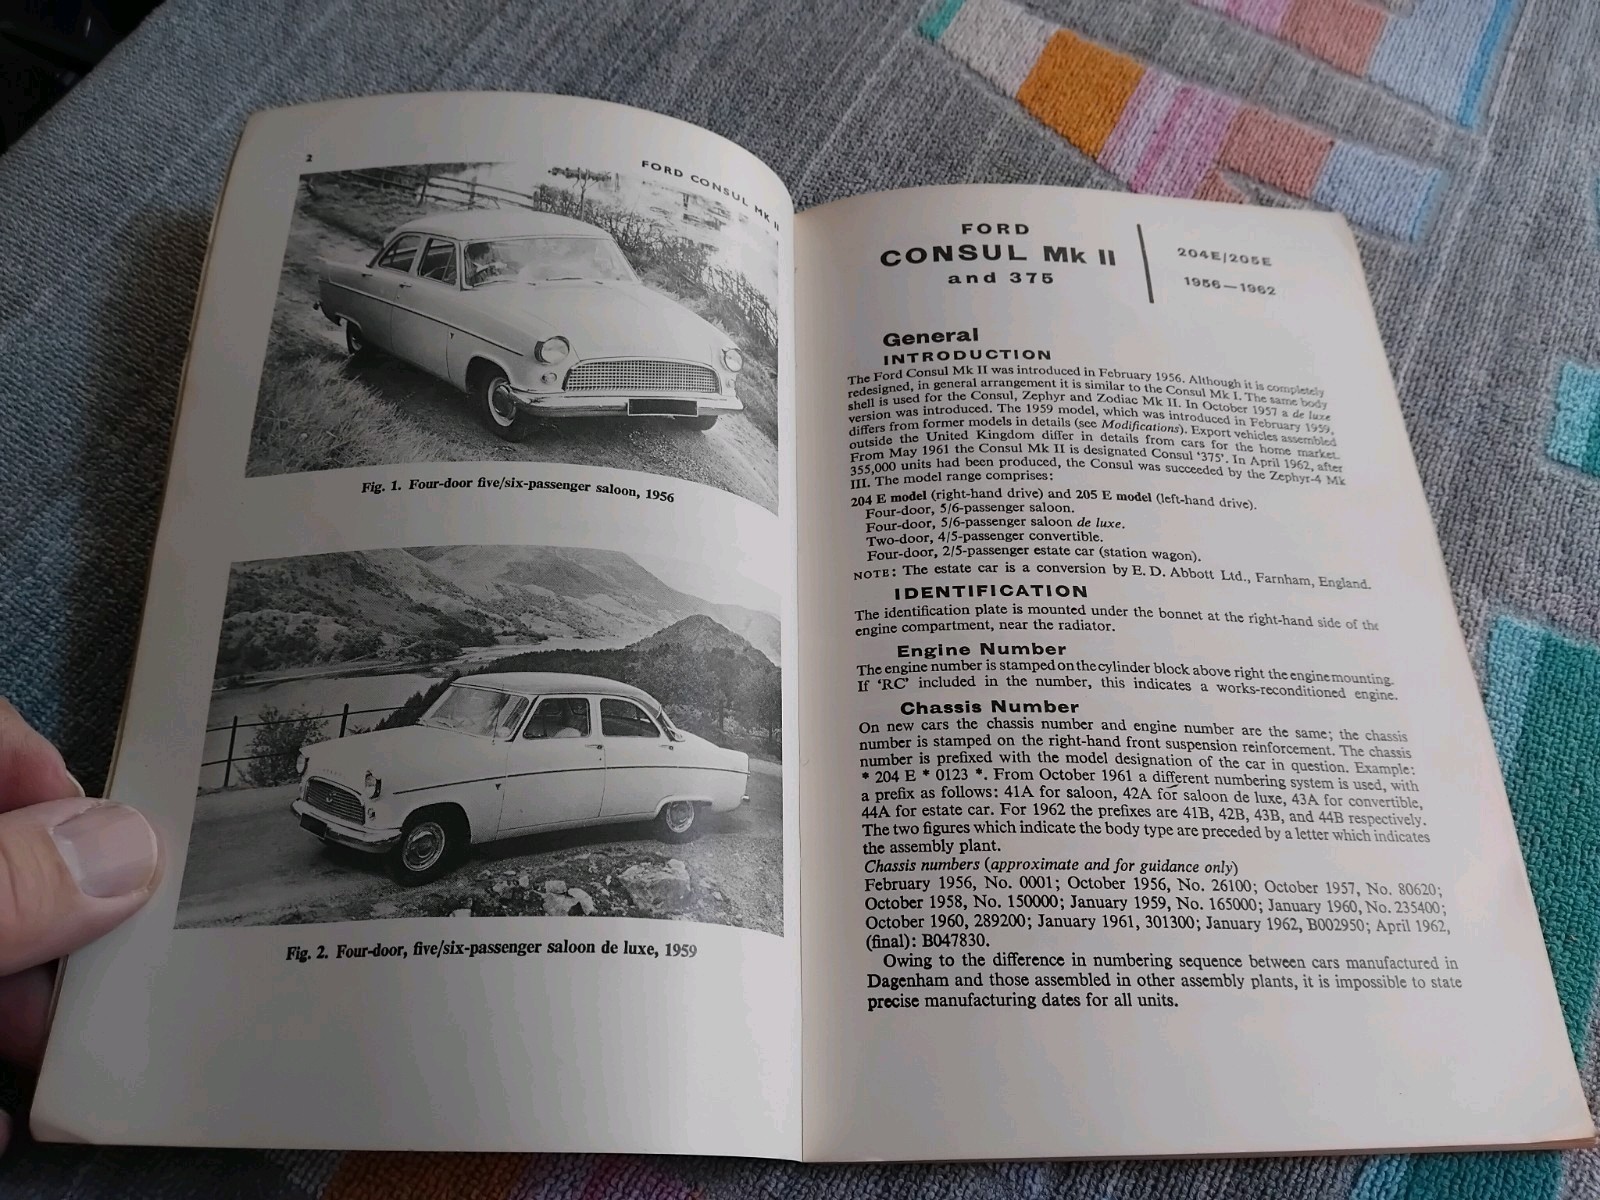 2
FORD CONSUL MK II
Fig. 1. Four-door five/six-passenger saloon, 1956
Fig. 2. Four-door, five/six-passenger saloon de luxe, 1959
FORD
CONSUL Mk II
and 375
204E/205E
1956—1962
General
INTRODUCTION
The Ford Consul Mk II was introduced in February 1956. Although it is completely
redesigned, in general arrangement it is similar to the Consul Mk I. The same body
shell is used for the Consul, Zephyr and Zodiac Mk II. In October 1957 a de luxe
version was introduced. The 1959 model, which was introduced in February 1959,
differs from former models in details (see Modifications). Export vehicles assembled
outside the United Kingdom differ in details from cars for the home market.
From May 1961 the Consul Mk II is designated Consul '375'. In April 1962, after
355,000 units had been produced, the Consul was succeeded by the Zephyr-4 Mk
III. The model range comprises:
204 E model (right-hand drive) and 205 E model (left-hand drive).
Four-door, 5/6-passenger saloon.
Four-door, 5/6-passenger saloon de luxe.
Two-door, 4/5-passenger convertible.
Four-door, 2/5-passenger estate car (station wagon).
NOTE: The estate car is a conversion by E. D. Abbott Ltd., Farnham, England.
IDENTIFICATION
The identification plate is mounted under the bonnet at the right-hand side of the
engine compartment, near the radiator.
Engine Number
The engine number is stamped on the cylinder block above right the engine mounting.
If 'RC' included in the number, this indicates a works-reconditioned engine.
Chassis Number
On new cars the chassis number and engine number are the same; the chassis
number is stamped on the right-hand front suspension reinforcement. The chassis
number is prefixed with the model designation of the car in question. Example:
* 204 E * 0123 *. From October 1961 a different numbering system is used, with
a prefix as follows: 41A for saloon, 42A for saloon de luxe, 43A for convertible,
44A for estate car. For 1962 the prefixes are 41B, 42B, 43B, and 44B respectively.
The two figures which indicate the body type are preceded by a letter which indicates
the assembly plant.
Chassis numbers (approximate and for guidance only)
February 1956, No. 0001; October 1956, No. 26100; October 1957, No. 80620;
October 1958, No. 150000; January 1959, No. 165000; January 1960, No. 235400;
October 1960, 289200; January 1961, 301300; January 1962, B002950; April 1962,
(final): B047830.
Owing to the difference in numbering sequence between cars manufactured in
Dagenham and those assembled in other assembly plants, it is impossible to state
precise manufacturing dates for all units.